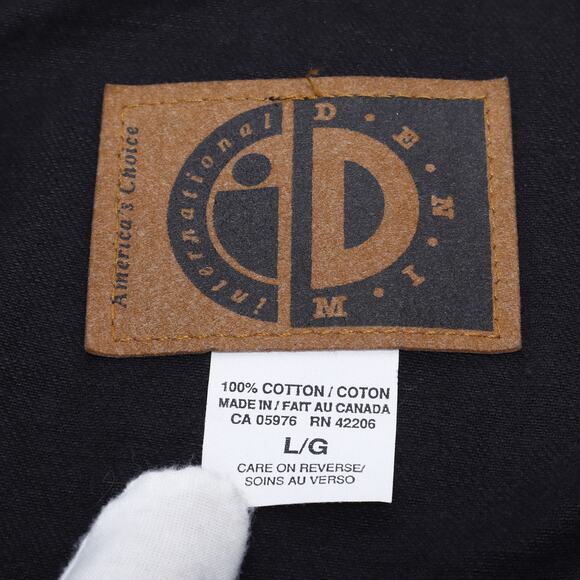 America's Choice
international
D.E.N.I.M
iD
100% COTTON / COTON
MADE IN / FAIT AU CANADA
CA 05976 RN 42206
L/G
CARE ON REVERSE/
SOINS AU VERSO